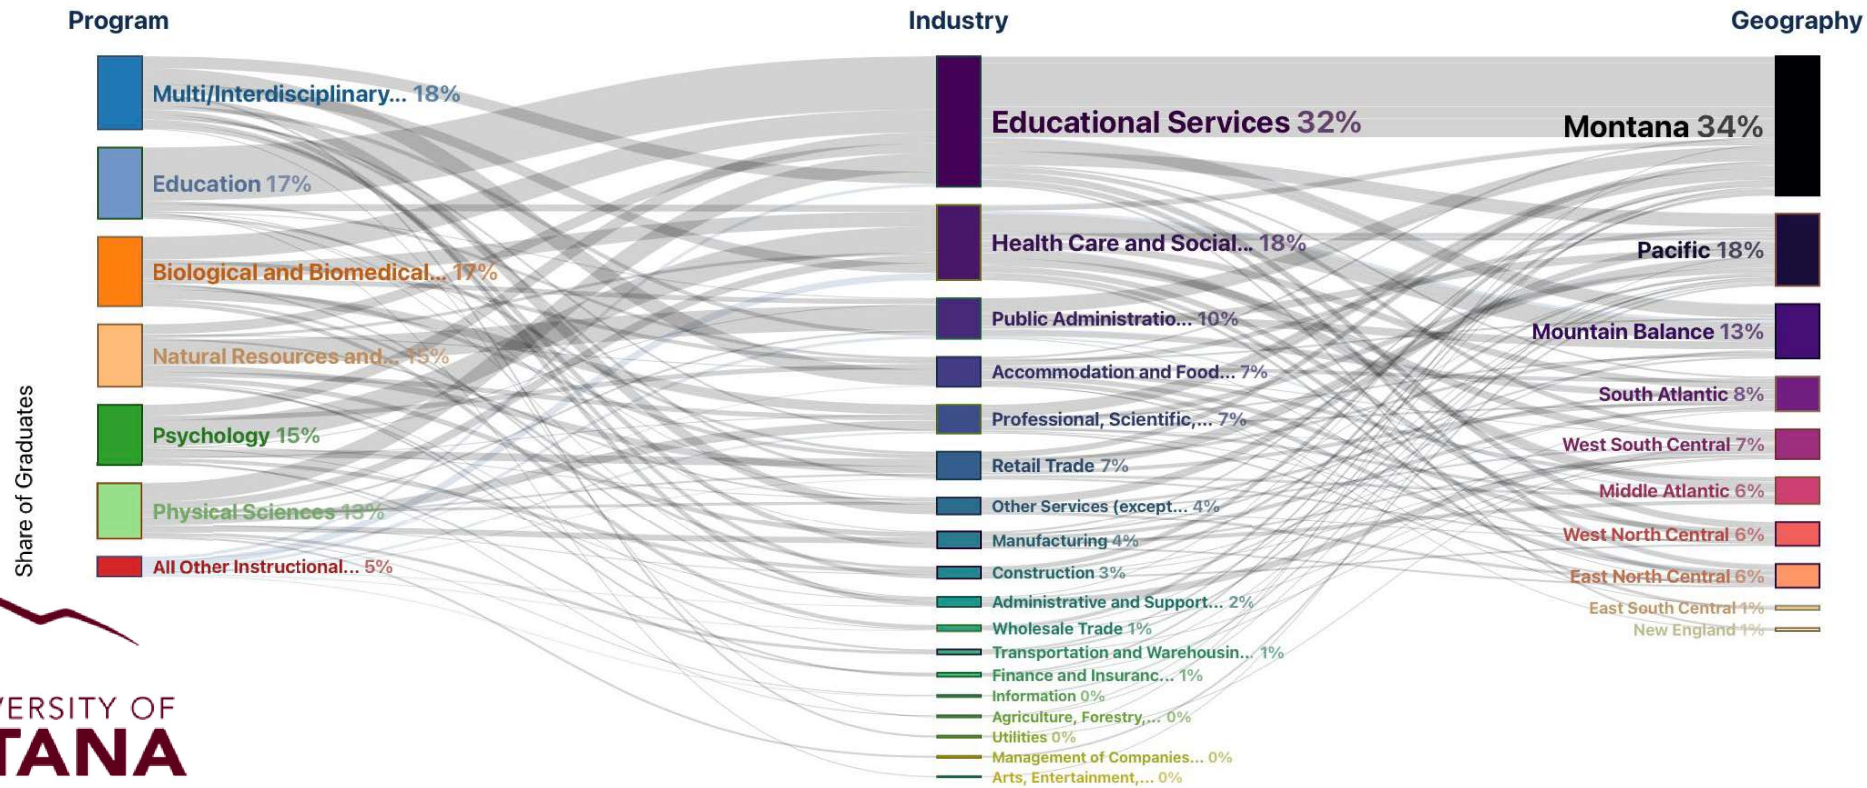 Program
Industry
Geography
Share of Graduates
Multi/Interdisciplinary... 18%
Education 17%
Biological and Biomedical... 17%
Natural Resources and... 15%
Psychology 15%
Physical Sciences 13%
All Other Instructional... 5%
Educational Services 32%
Health Care and Social... 18%
Public Administratio... 10%
Accommodation and Food... 7%
Professional, Scientific,... 7%
Retail Trade 7%
Other Services (except... 4%
Manufacturing 4%
Construction 3%
Administrative and Support... 2%
Wholesale Trade 1%
Transportation and Warehousin... 1%
Finance and Insuranc... 1%
Information 0%
Agriculture, Forestry,... 0%
Utilities 0%
Management of Companies... 0%
Arts, Entertainment,... 0%
Montana 34%
Pacific 18%
Mountain Balance 13%
South Atlantic 8%
West South Central 7%
Middle Atlantic 6%
West North Central 6%
East North Central 6%
East South Central 1%
New England 1%
ERSITY OF
TANA